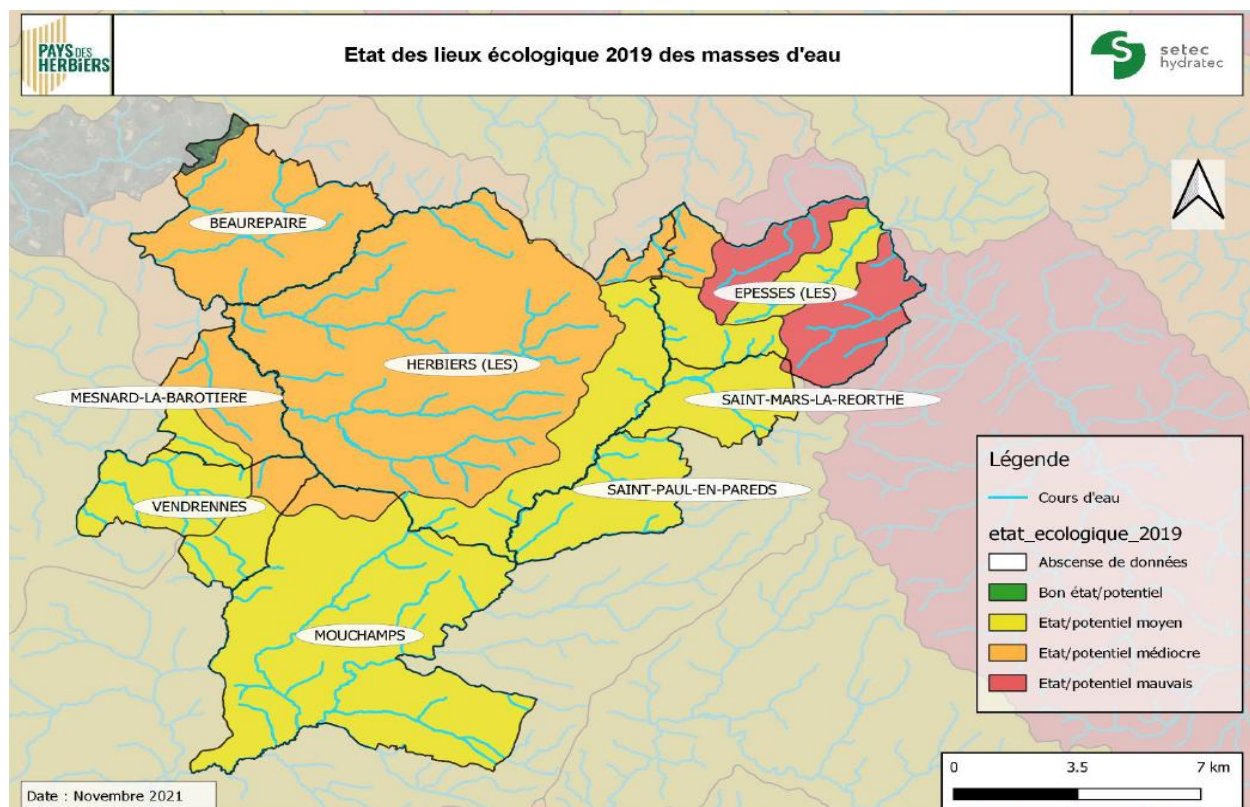 PAYS DES
HERBIERS
Etat des lieux écologique 2019 des masses d'eau
setec
hydratec
BEAUREPAIRE
EPESSES (LES)
HERBIERS (LES)
MESNARD-LA-BAROTIERE
SAINT-MARS-LA-REORTHE
SAINT-PAUL-EN-PAREDS
VENDRENNES
MOUCHAMPS
Légende
Cours d'eau
etat_ecologique_2019
Abscense de données
Bon état/potentiel
Etat/potentiel moyen
Etat/potentiel médiocre
Etat/potentiel mauvais
0 3.5 7 km
Date : Novembre 2021